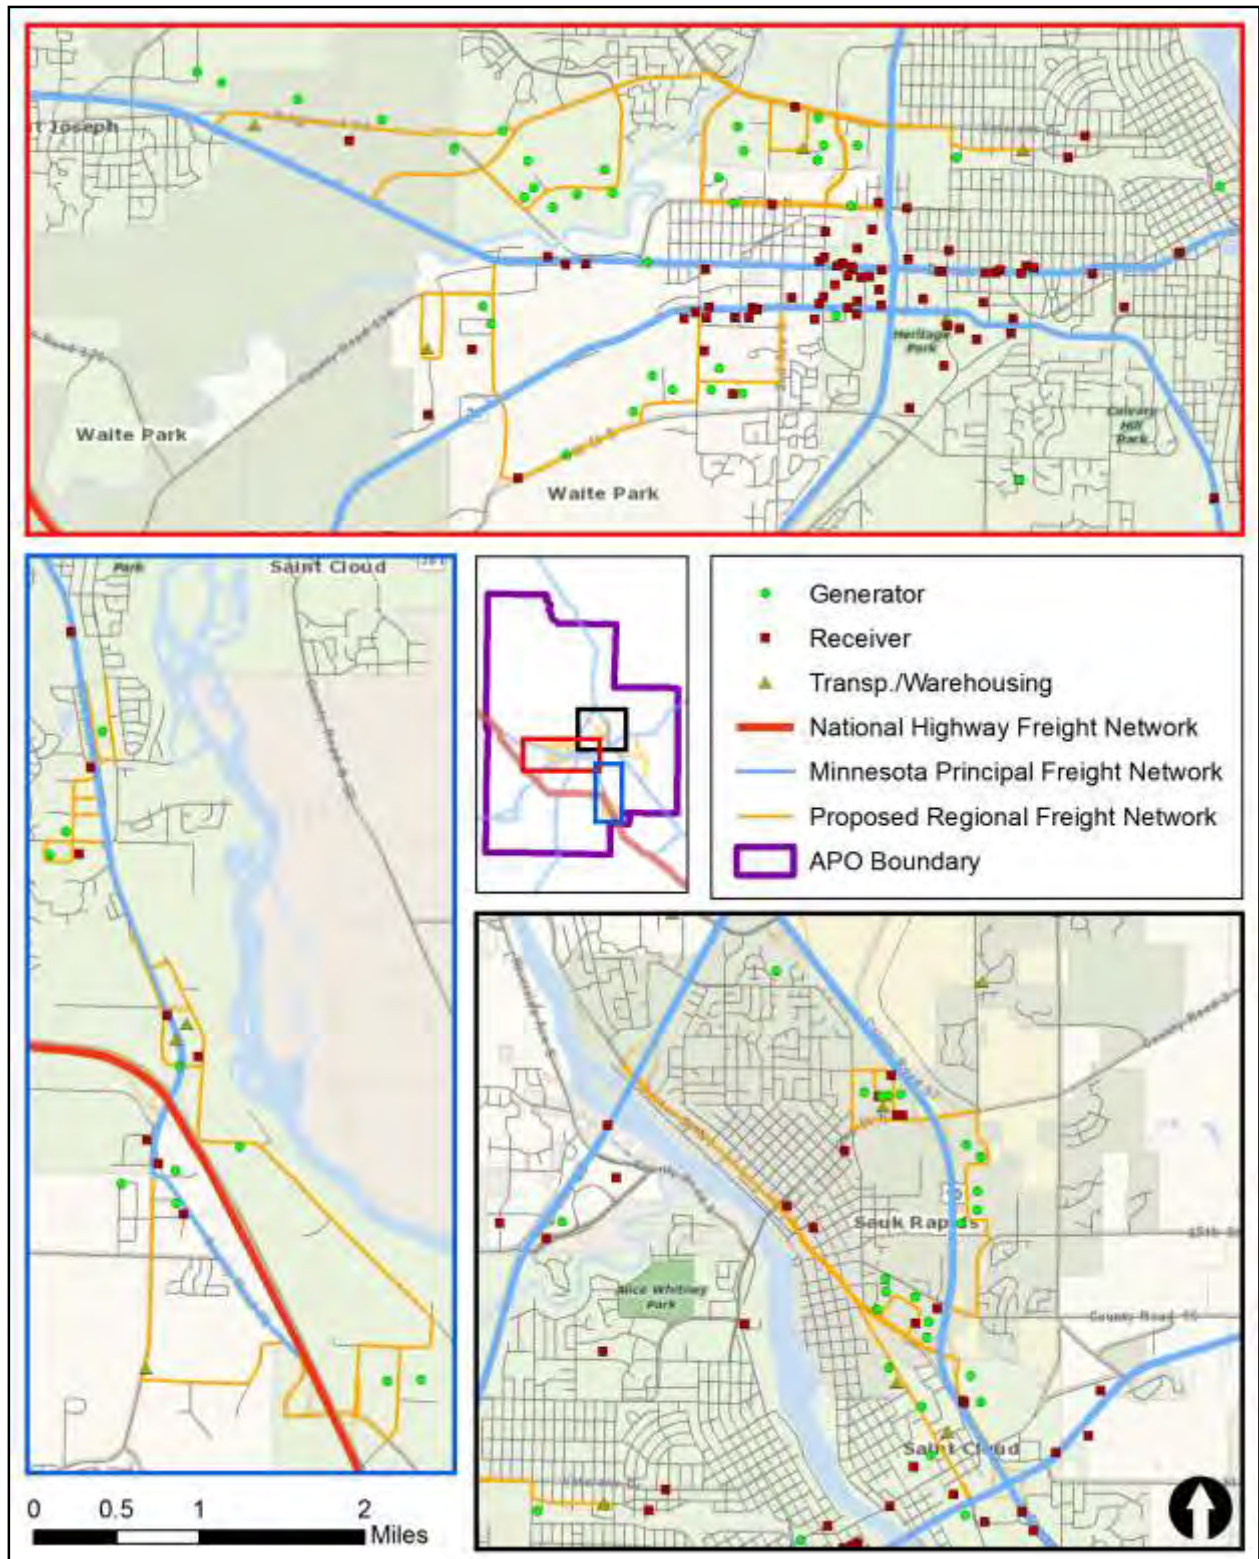 t Joseph
Waite Park
Waite Park
Heritage
Park
Calvary
Hill
Park
Park
Saint Cloud
Generator
Receiver
Transp./Warehousing
National Highway Freight Network
Minnesota Principal Freight Network
Proposed Regional Freight Network
APO Boundary
County Road 3
Sauk Rapids
Alice Whitney
Park
Saint Cloud
0 0.5 1 2
Miles